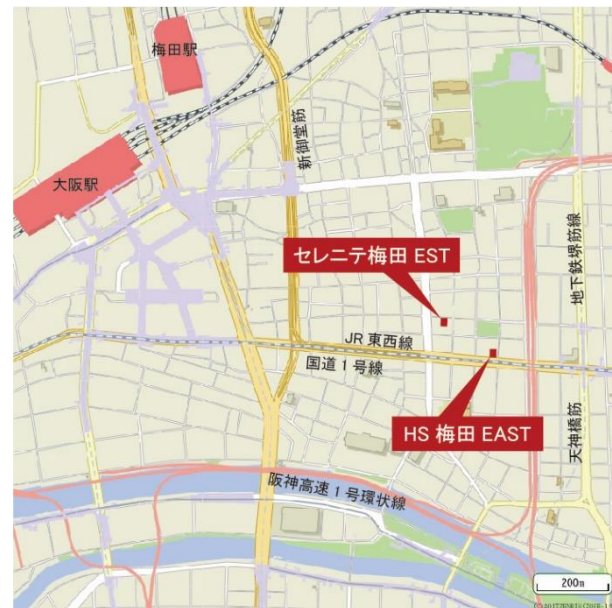 梅田駅
新御堂筋
大阪駅
セレニテ梅田 EST
地下鉄堺筋線
JR 東西線
国道 1 号線
HS 梅田 EAST
天神橋筋
阪神高速 1 号環状線
200m